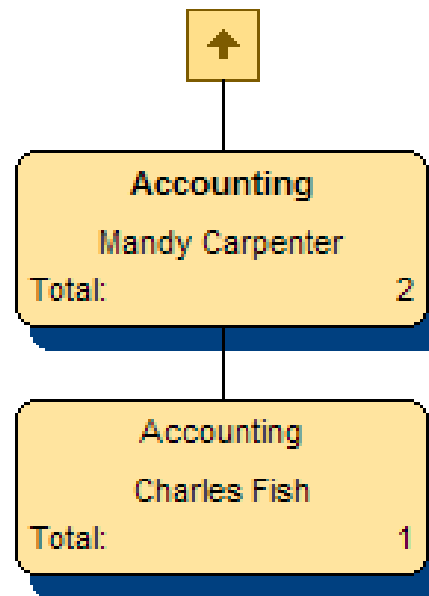 Accounting
Mandy Carpenter
Total: 2
Accounting
Charles Fish
Total: 1